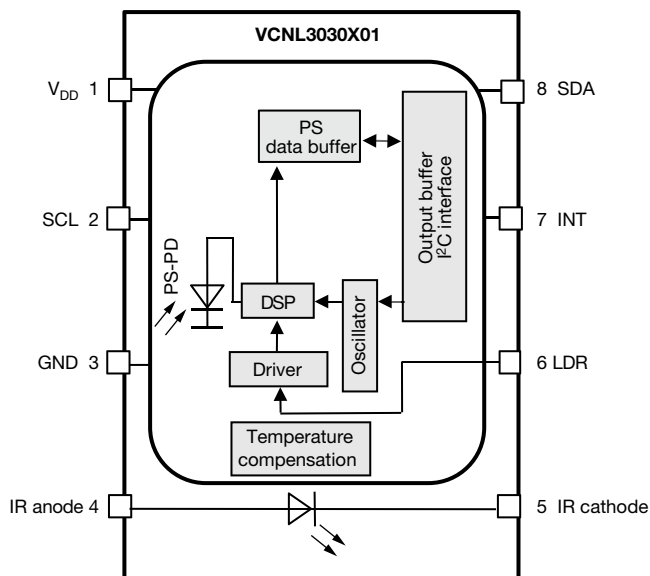 VCNL3030X01
V_DD 1
8 SDA
PS
data buffer
Output buffer
I²C interface
SCL 2
7 INT
PS-PD
DSP
Oscillator
GND 3
Driver
6 LDR
Temperature
compensation
IR anode 4
5 IR cathode